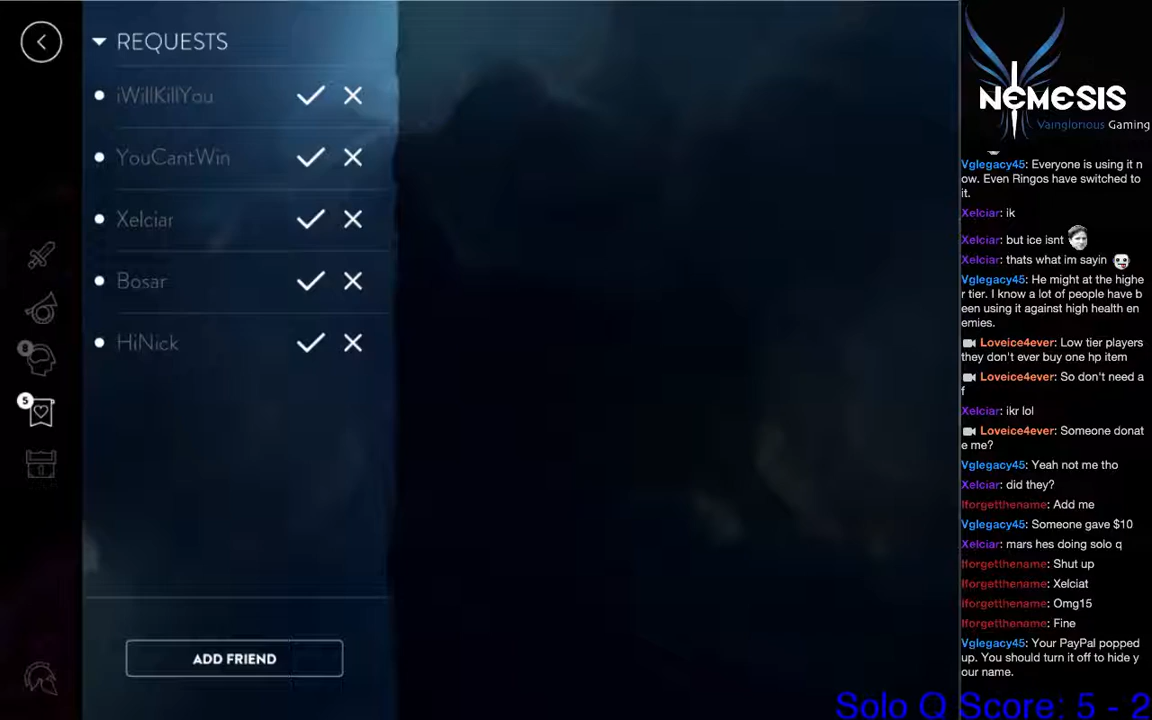 REQUESTS
iWillKillYou
YouCantWin
Xelciar
Bosar
HiNick
8
5
ADD FRIEND
NEMESIS
Vainglorious Gaming
Vglegacy45: Everyone is using it n
ow. Even Ringos have switched to
it.
Xelciar: ik
Xelciar: but ice isnt
Xelciar: thats what im sayin
Vglegacy45: He might at the highe
r tier. I know a lot of people have b
een using it against high health en
emies.
Loveice4ever: Low tier players
they don't ever buy one hp item
Loveice4ever: So don't need a
f
Xelciar: ikr lol
Loveice4ever: Someone donat
e me?
Vglegacy45: Yeah not me tho
Xelciar: did they?
Iforgetthename: Add me
Vglegacy45: Someone gave $10
Xelciar: mars hes doing solo q
Iforgetthename: Shut up
Iforgetthename: Xelciat
Iforgetthename: Omg15
Iforgetthename: Fine
Vglegacy45: Your PayPal popped
up. You should turn it off to hide y
our name.
Solo Q Score: 5 - 2